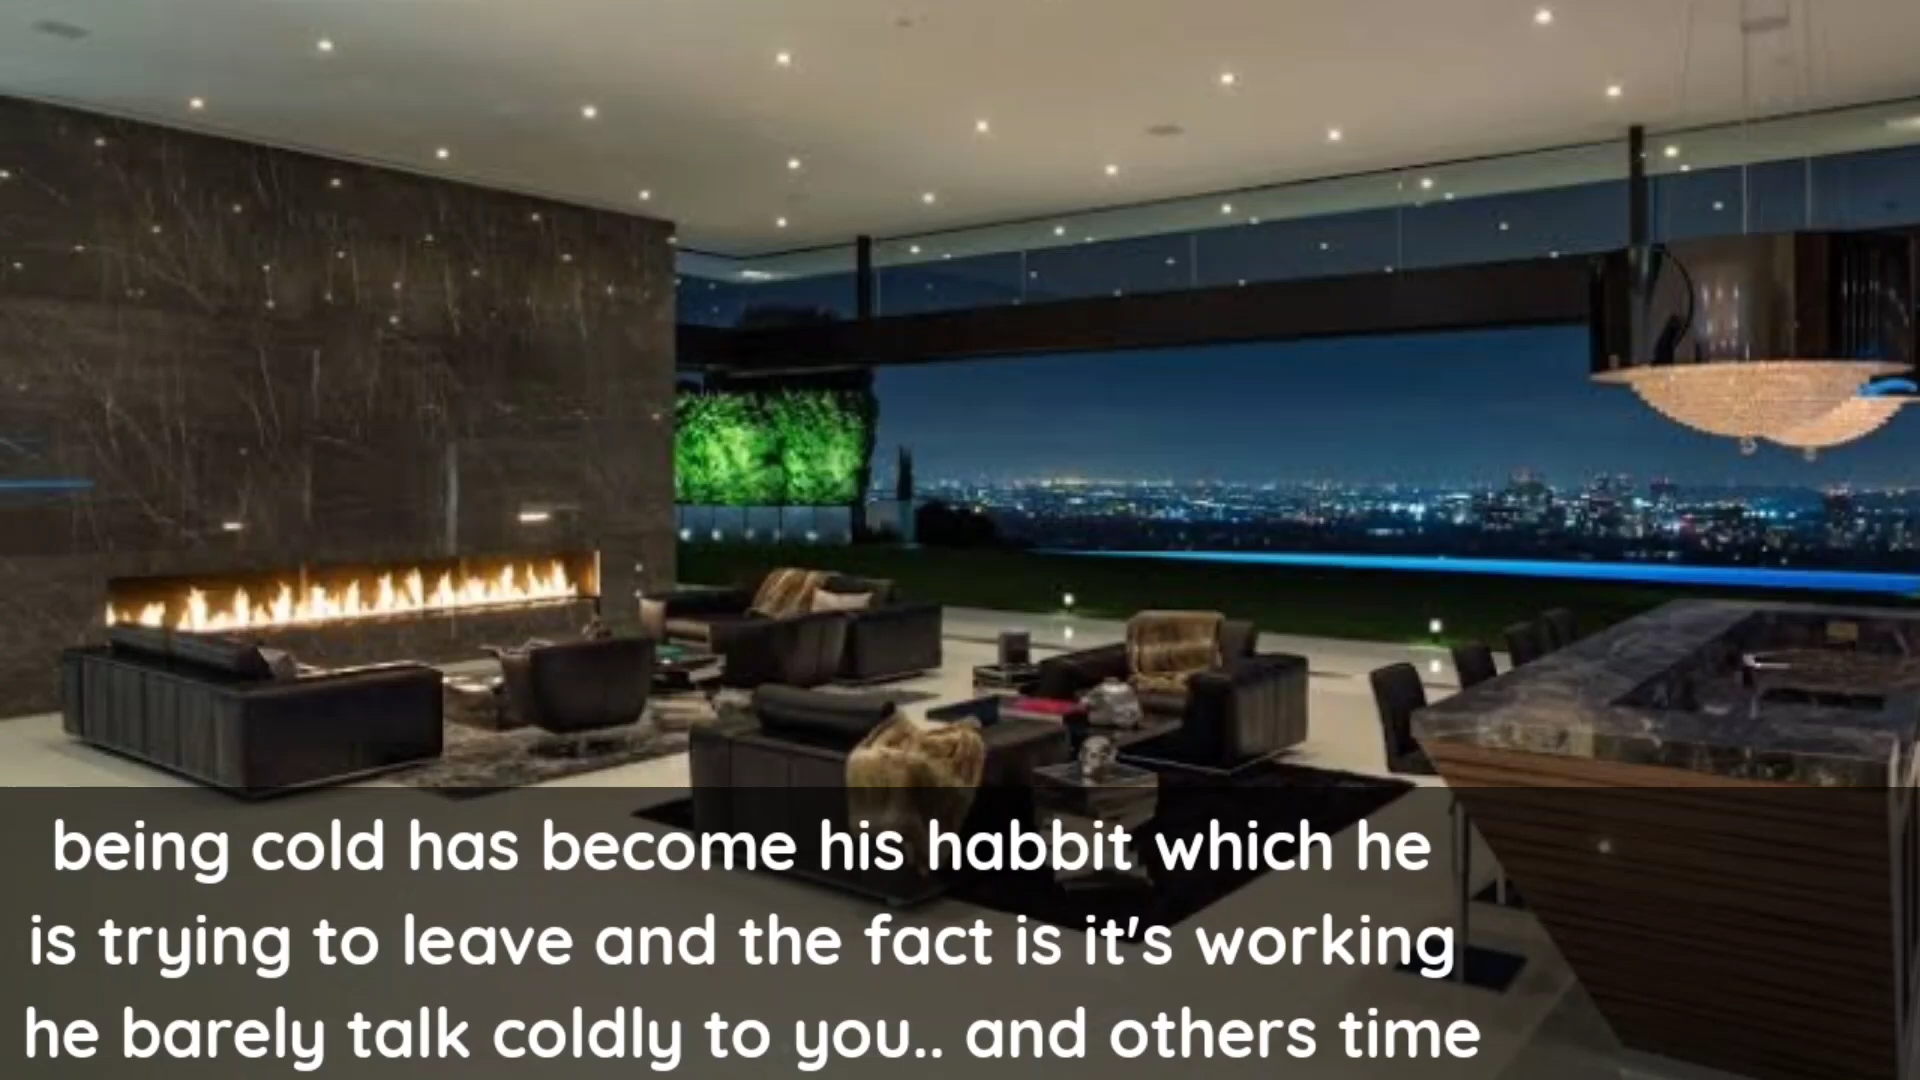 being cold has become his habbit which he
is trying to leave and the fact is it's working
he barely talk coldly to you.. and others time